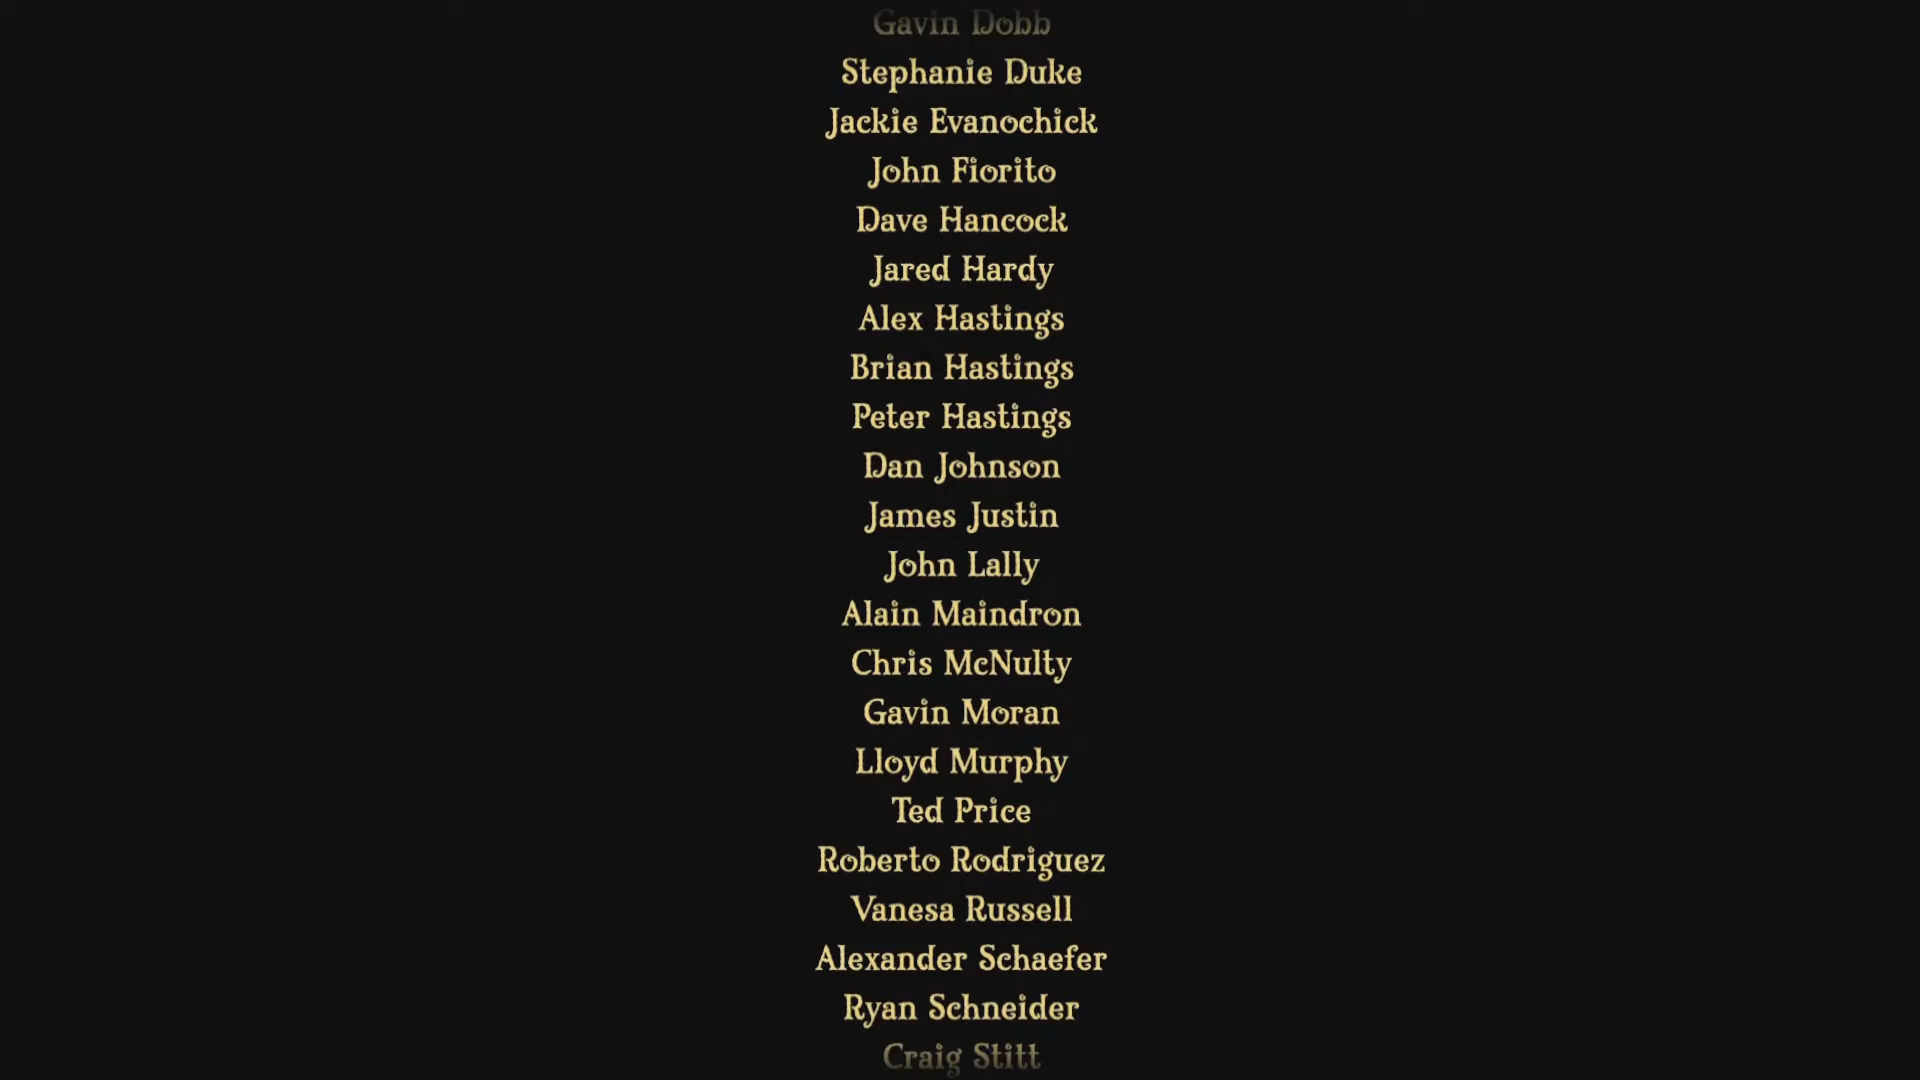 Gavin Dobb
Stephanie Duke
Jackie Evanochick
John Fiorito
Dave Hancock
Jared Hardy
Alex Hastings
Brian Hastings
Peter Hastings
Dan Johnson
James Justin
John Lally
Alain Maindron
Chris McNulty
Gavin Moran
Lloyd Murphy
Ted Price
Roberto Rodriguez
Vanesa Russell
Alexander Schaefer
Ryan Schneider
Craig Stitt